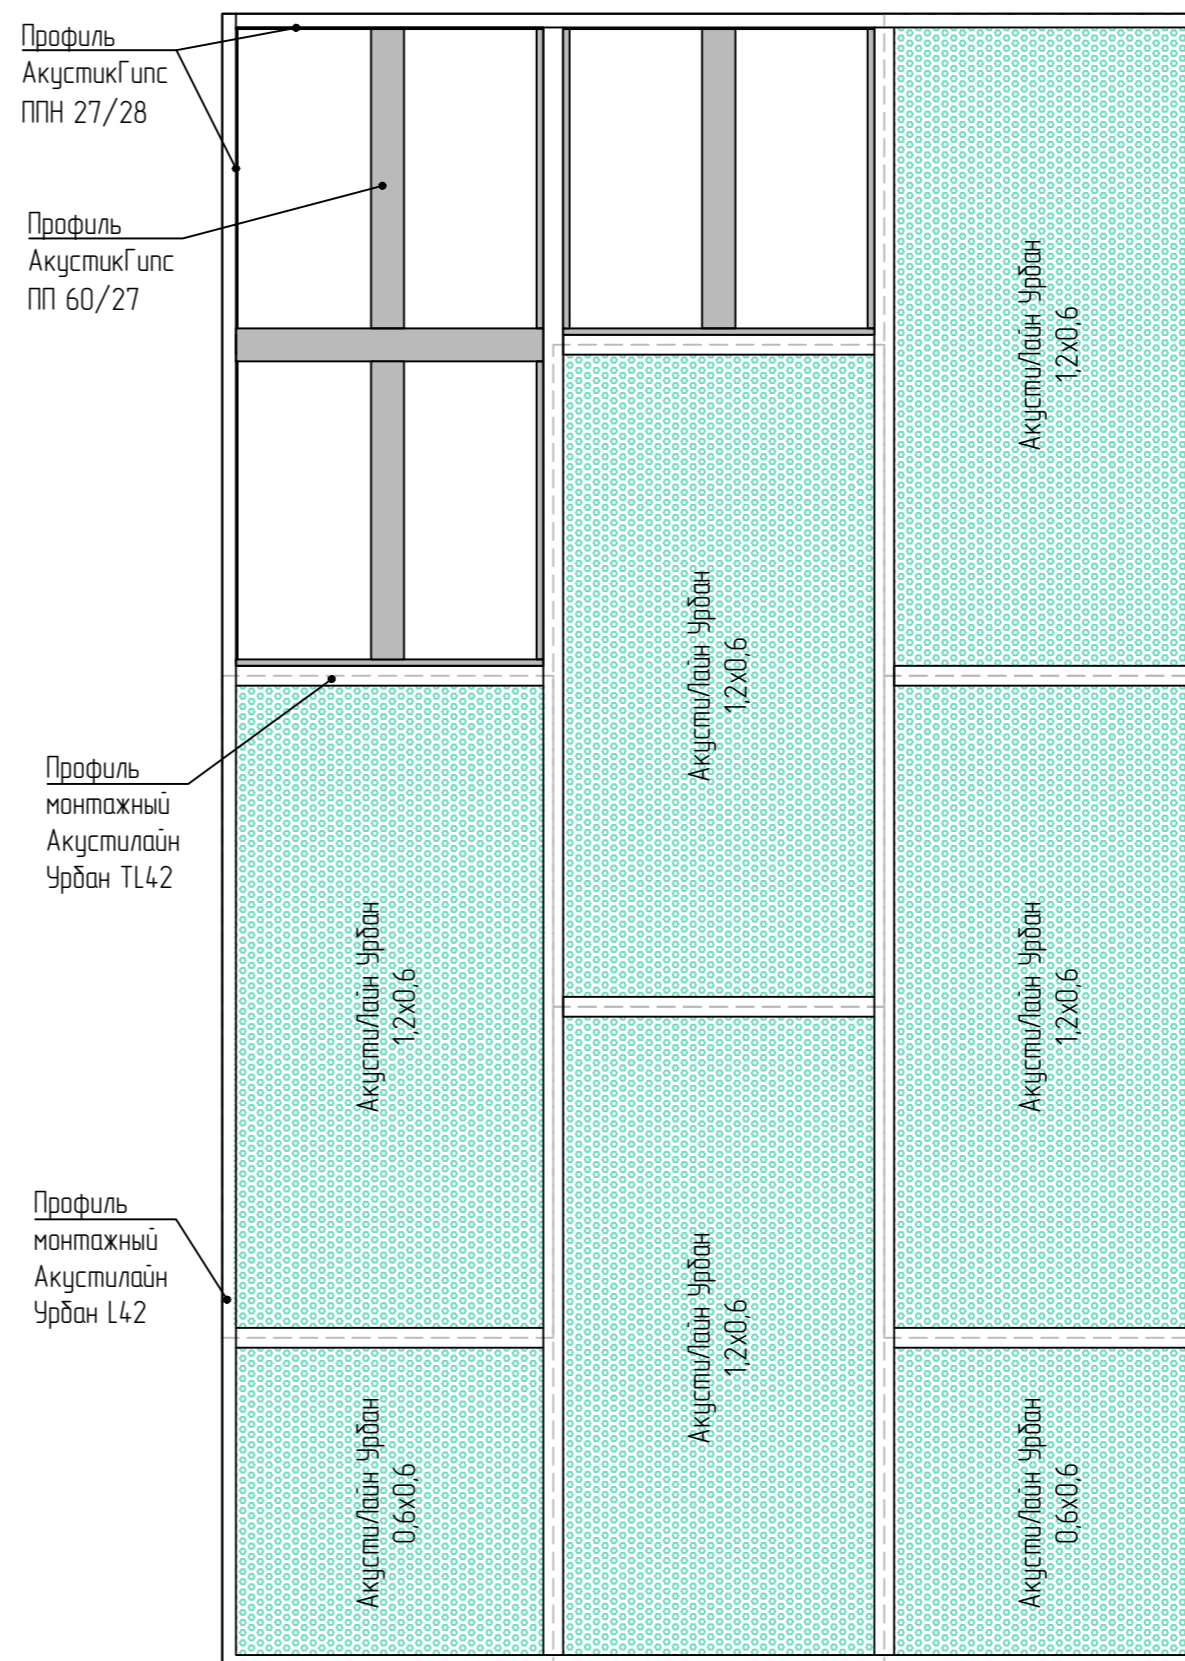 Профиль
АкустикГипс
ППН 27/28
Профиль
АкустикГипс
ПП 60/27
АкустиЛайн Урбан
1,2х0,6
АкустиЛайн Урбан
1,2х0,6
Профиль
монтажный
Акустилайн
Урбан TL42
АкустиЛайн Урбан
1,2х0,6
АкустиЛайн Урбан
1,2х0,6
Профиль
монтажный
Акустилайн
Урбан L42
АкустиЛайн Урбан
1,2х0,6
АкустиЛайн Урбан
0,6х0,6
АкустиЛайн Урбан
0,6х0,6